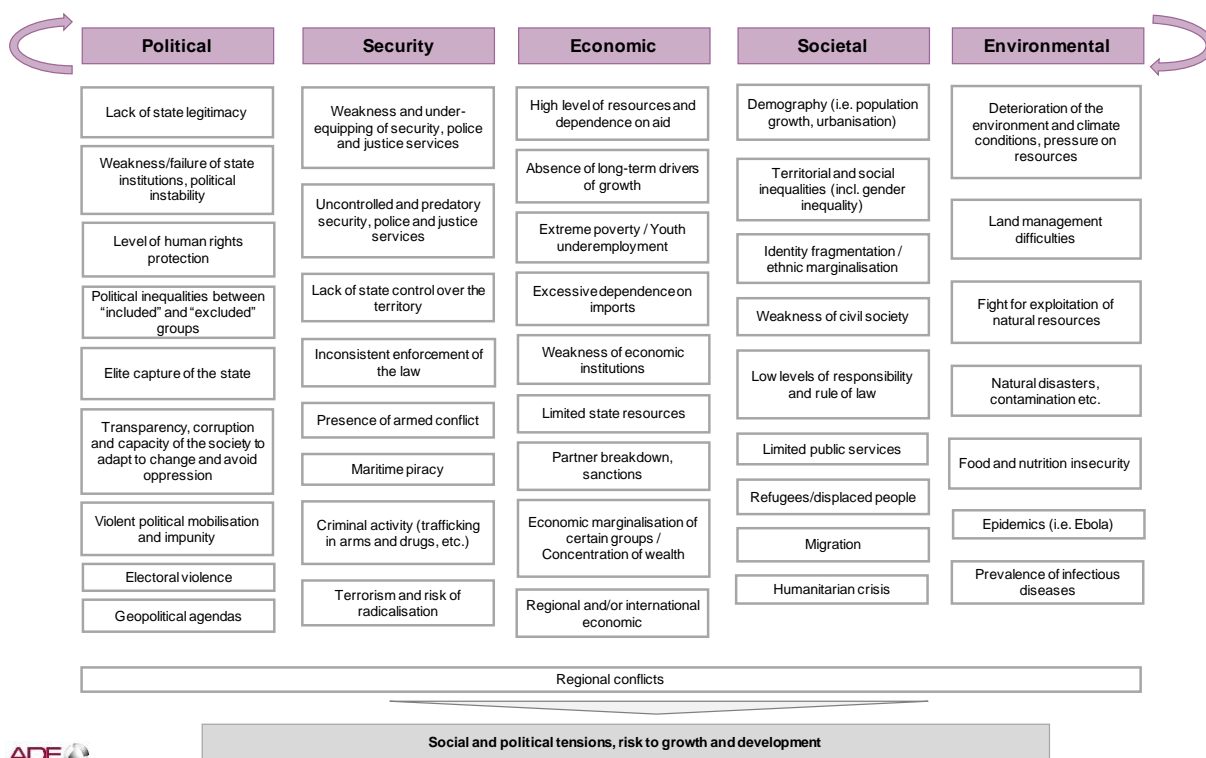 Political
Security
Economic
Societal
Environmental
Lack of state legitimacy
Weakness/failure of state
institutions, political
instability
Level of human rights
protection
Political inequalities between
“included” and “excluded”
groups
Elite capture of the state
Transparency, corruption
and capacity of the society to
adapt to change and avoid
oppression
Violent political mobilisation
and impunity
Electoral violence
Geopolitical agendas
Weakness and under-
equipping of security, police
and justice services
Uncontrolled and predatory
security, police and justice
services
Lack of state control over the
territory
Inconsistent enforcement of
the law
Presence of armed conflict
Maritime piracy
Criminal activity (trafficking
in arms and drugs, etc.)
Terrorism and risk of
radicalisation
High level of resources and
dependence on aid
Absence of long-term drivers
of growth
Extreme poverty / Youth
underemployment
Excessive dependence on
imports
Weakness of economic
institutions
Limited state resources
Partner breakdown,
sanctions
Economic marginalisation of
certain groups /
Concentration of wealth
Regional and/or international
economic
Demography (i.e. population
growth, urbanisation)
Territorial and social
inequalities (incl. gender
inequality)
Identity fragmentation /
ethnic marginalisation
Weakness of civil society
Low levels of responsibility
and rule of law
Limited public services
Refugees/displaced people
Migration
Humanitarian crisis
Deterioration of the
environment and climate
conditions, pressure on
resources
Land management
difficulties
Fight for exploitation of
natural resources
Natural disasters,
contamination etc.
Food and nutrition insecurity
Epidemics (i.e. Ebola)
Prevalence of infectious
diseases
Regional conflicts
Social and political tensions, risk to growth and development
ADE